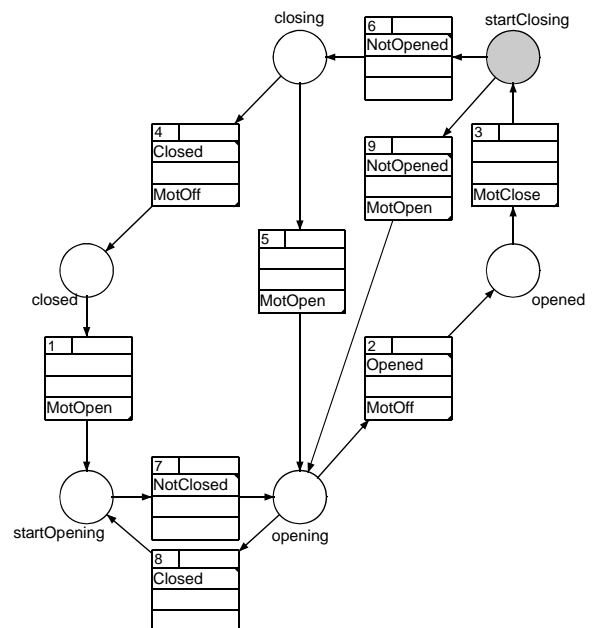 closing
6
NotOpened
startClosing
4
Closed
MotOff
9
NotOpened
MotOpen
3
MotClose
5
MotOpen
closed
opened
1
MotOpen
2
Opened
MotOff
7
NotClosed
startOpening
opening
8
Closed